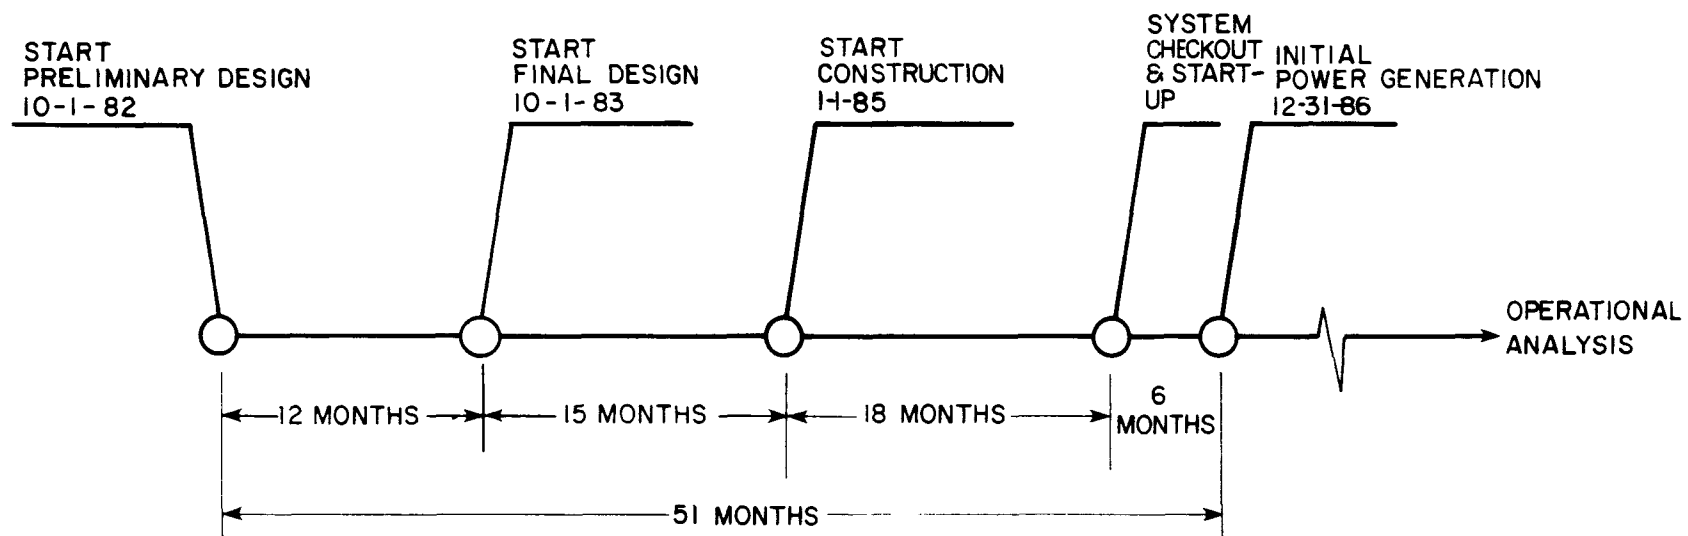 START
PRELIMINARY DESIGN
10-1-82
START
FINAL DESIGN
10-1-83
START
CONSTRUCTION
1-1-85
SYSTEM
CHECKOUT
& START-
UP
INITIAL
POWER GENERATION
12-31-86
OPERATIONAL
ANALYSIS
12 MONTHS
15 MONTHS
18 MONTHS
6
MONTHS
51 MONTHS